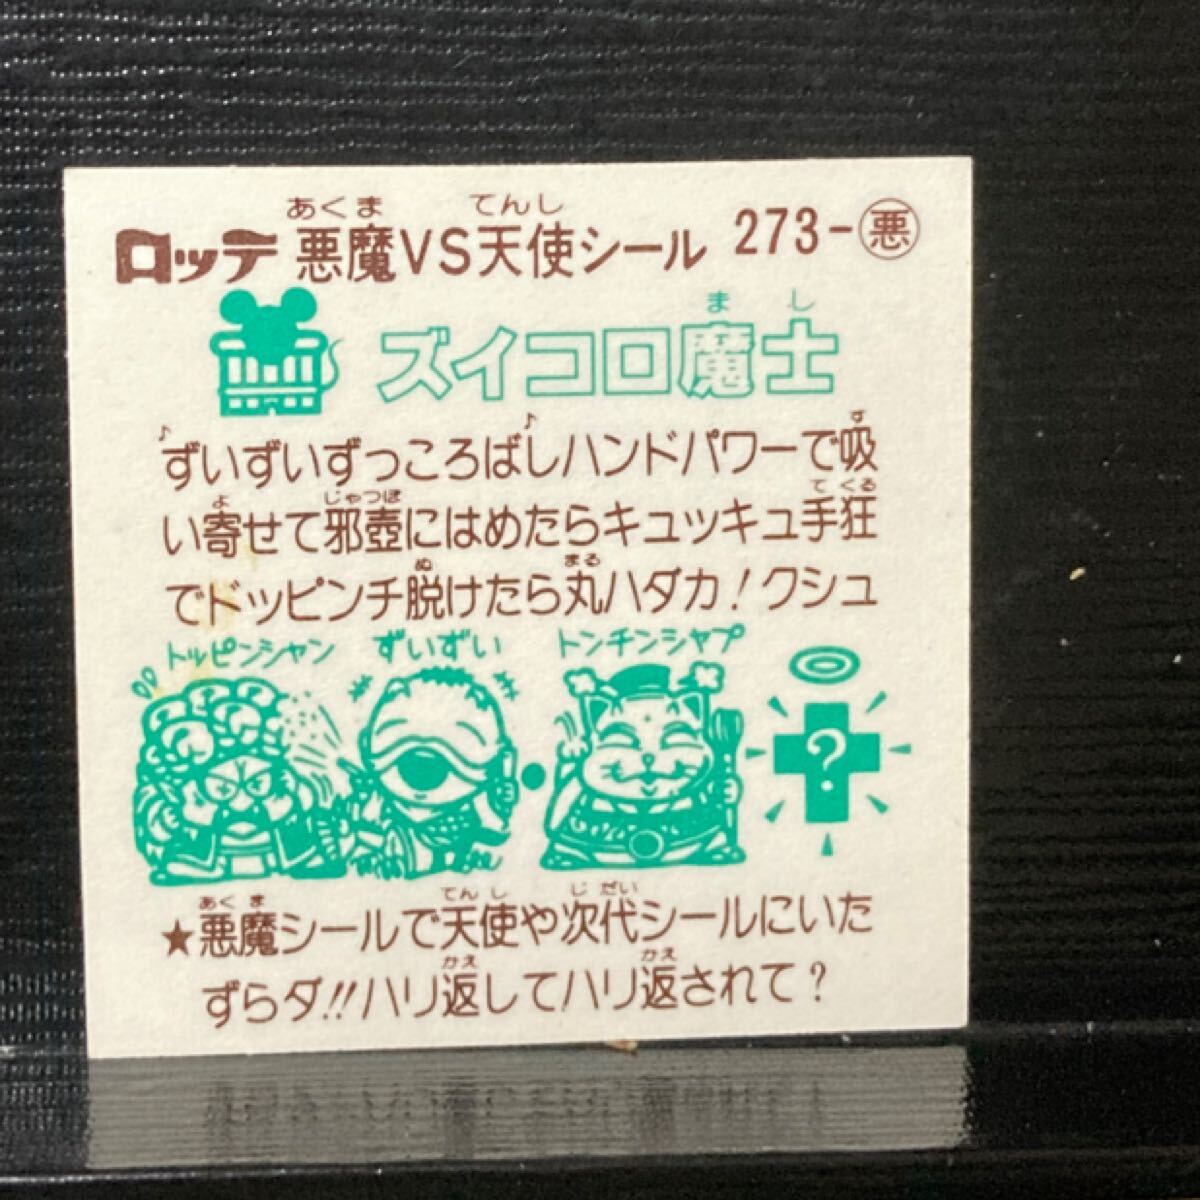 あくま てんし
ロッテ 悪魔VS天使シール 273-悪
まし
ズイコロ魔士
♪ ♪ す
ずいずいずっころばしハンドパワーで吸
よ じゃつぼ てくる
い寄せて邪壺にはめたらキュッキュ手狂
ぬ まる
でドッピンチ脱けたら丸ハダカ!クシュ
トッピンシャン ずいずい トンチンシャプ
?
あくま てんし じだい
★悪魔シールで天使や次代シールにいた
かえ かえ
ずらダ!!ハリ返してハリ返されて?